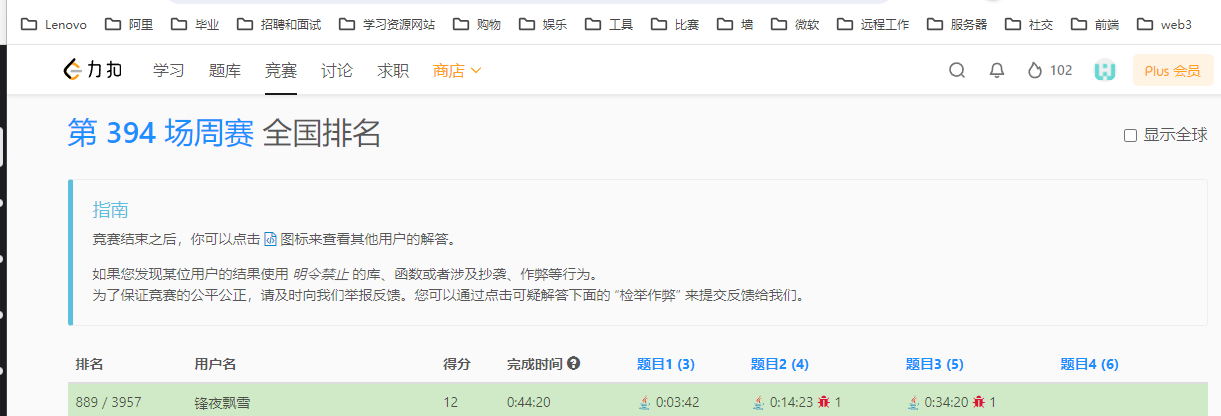 Lenovo 阿里 毕业 招聘和面试 学习资源网站 购物 娱乐 工具 比赛 墙 微软 远程工作 服务器 社交 前端 web3
力扣 学习 题库 竞赛 讨论 求职 商店 102 Plus 会员
第 394 场周赛 全国排名 显示全球
指南
竞赛结束之后，你可以点击 图标来查看其他用户的解答。
如果您发现某位用户的结果使用 明令禁止 的库、函数或者涉及抄袭、作弊等行为。
为了保证竞赛的公平公正，请及时向我们举报反馈。您可以通过点击可疑解答下面的 “检举作弊” 来提交反馈给我们。
排名 用户名 得分 完成时间 题目1 (3) 题目2 (4) 题目3 (5) 题目4 (6)
889 / 3957 锋夜飘雪 12 0:44:20 0:03:42 0:14:23 1 0:34:20 1